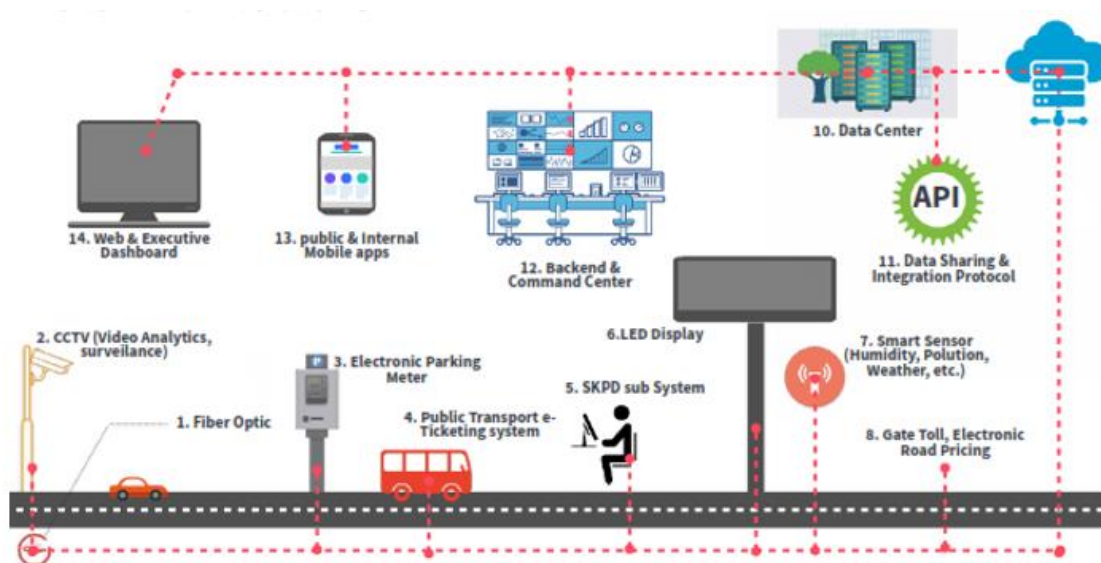 10. Data Center
API
14. Web & Executive
Dashboard
13. public & Internal
Mobile apps
12. Backend &
Command Center
11. Data Sharing &
Integration Protocol
2. CCTV (Video Analytics,
surveilance)
3. Electronic Parking
Meter
6.LED Display
7. Smart Sensor
(Humidity, Polution,
Weather, etc.)
1. Fiber Optic
4. Public Transport e-
Ticketing system
5. SKPD sub System
8. Gate Toll, Electronic
Road Pricing
P